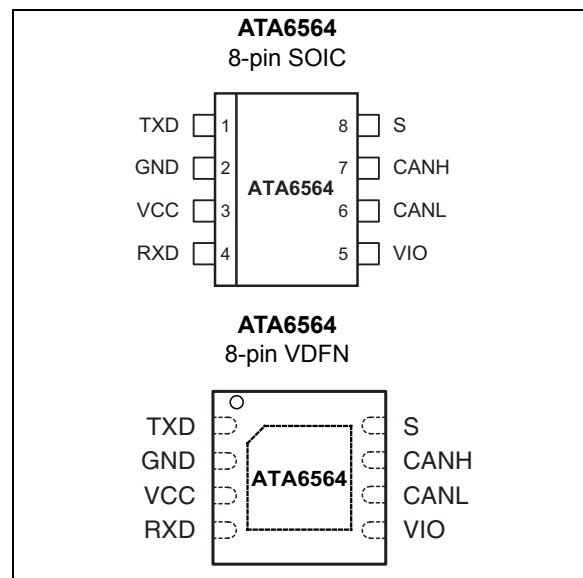 ATA6564
8-pin SOIC
TXD 1 8 S
GND 2 7 CANH
ATA6564
VCC 3 6 CANL
RXD 4 5 VIO
ATA6564
8-pin VDFN
TXD S
GND CANH
ATA6564
VCC CANL
RXD VIO